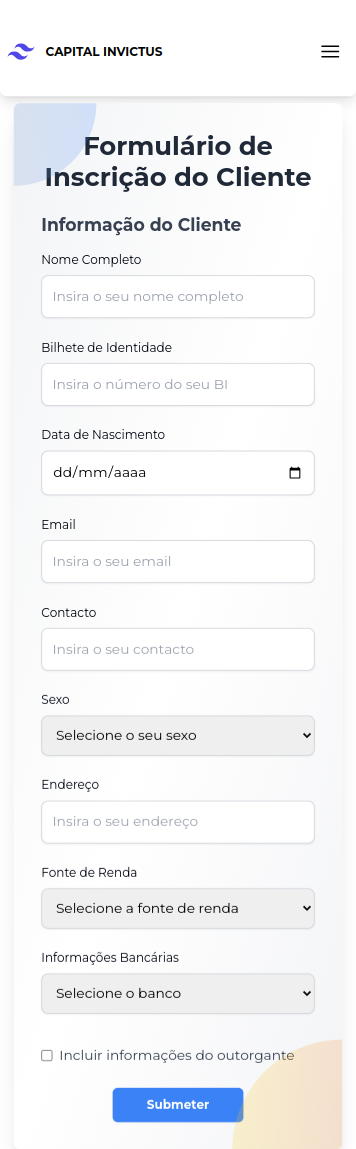 CAPITAL INVICTUS
Formulário de
Inscrição do Cliente
Informação do Cliente
Nome Completo
Insira o seu nome completo
Bilhete de Identidade
Insira o número do seu BI
Data de Nascimento
dd/mm/aaaa
Email
Insira o seu email
Contacto
Insira o seu contacto
Sexo
Selecione o seu sexo
Endereço
Insira o seu endereço
Fonte de Renda
Selecione a fonte de renda
Informações Bancárias
Selecione o banco
Incluir informações do outorgante
Submeter